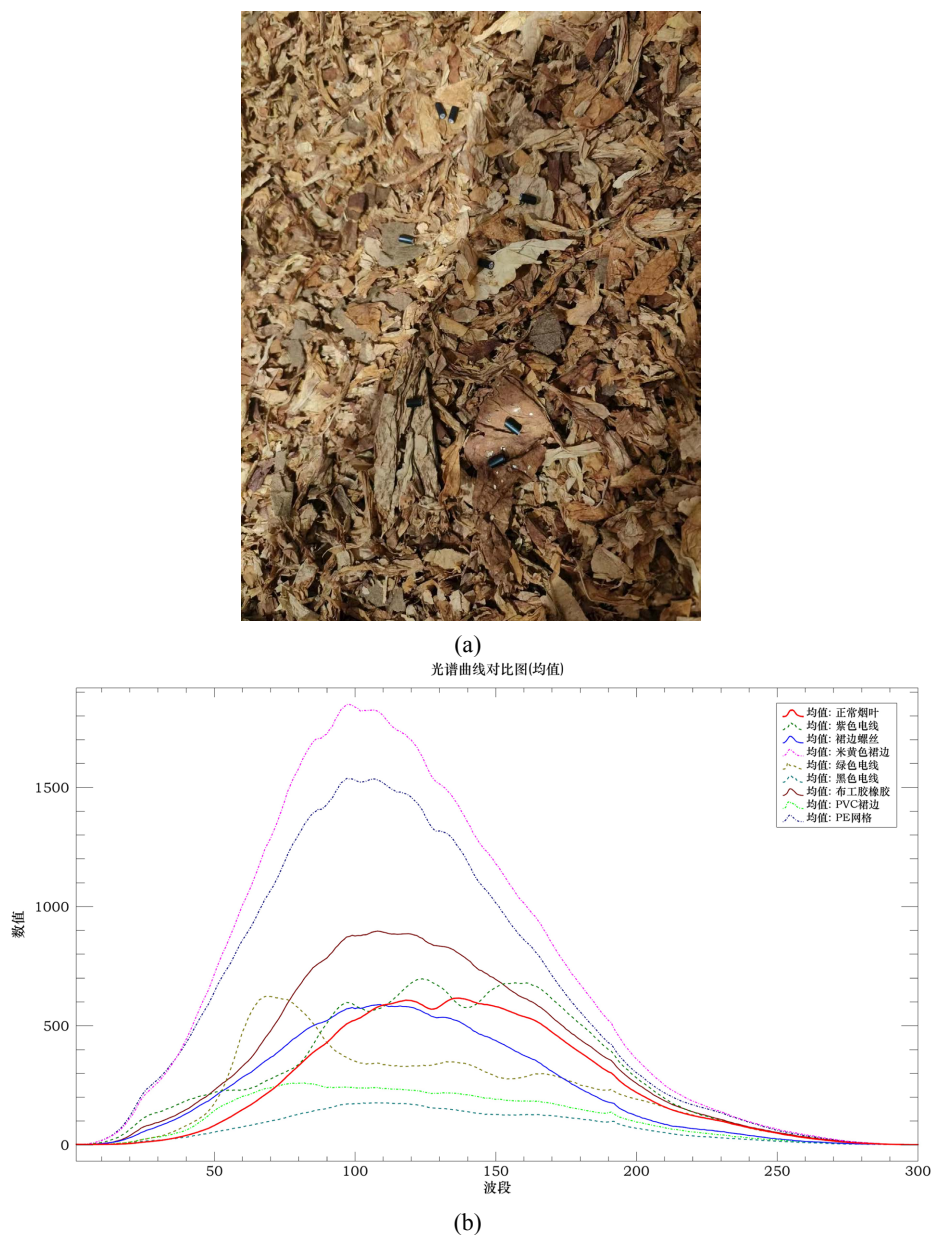 (a)
光谱曲线对比图(均值)
均值: 正常烟叶
均值: 紫色电线
均值: 裙边螺丝
均值: 米黄色裙边
均值: 绿色电线
均值: 黑色电线
均值: 布工胶橡胶
均值: PVC裙边
均值: PE网格
1500
1000
500
0
数值
50 100 150 200 250 300
波段
(b)